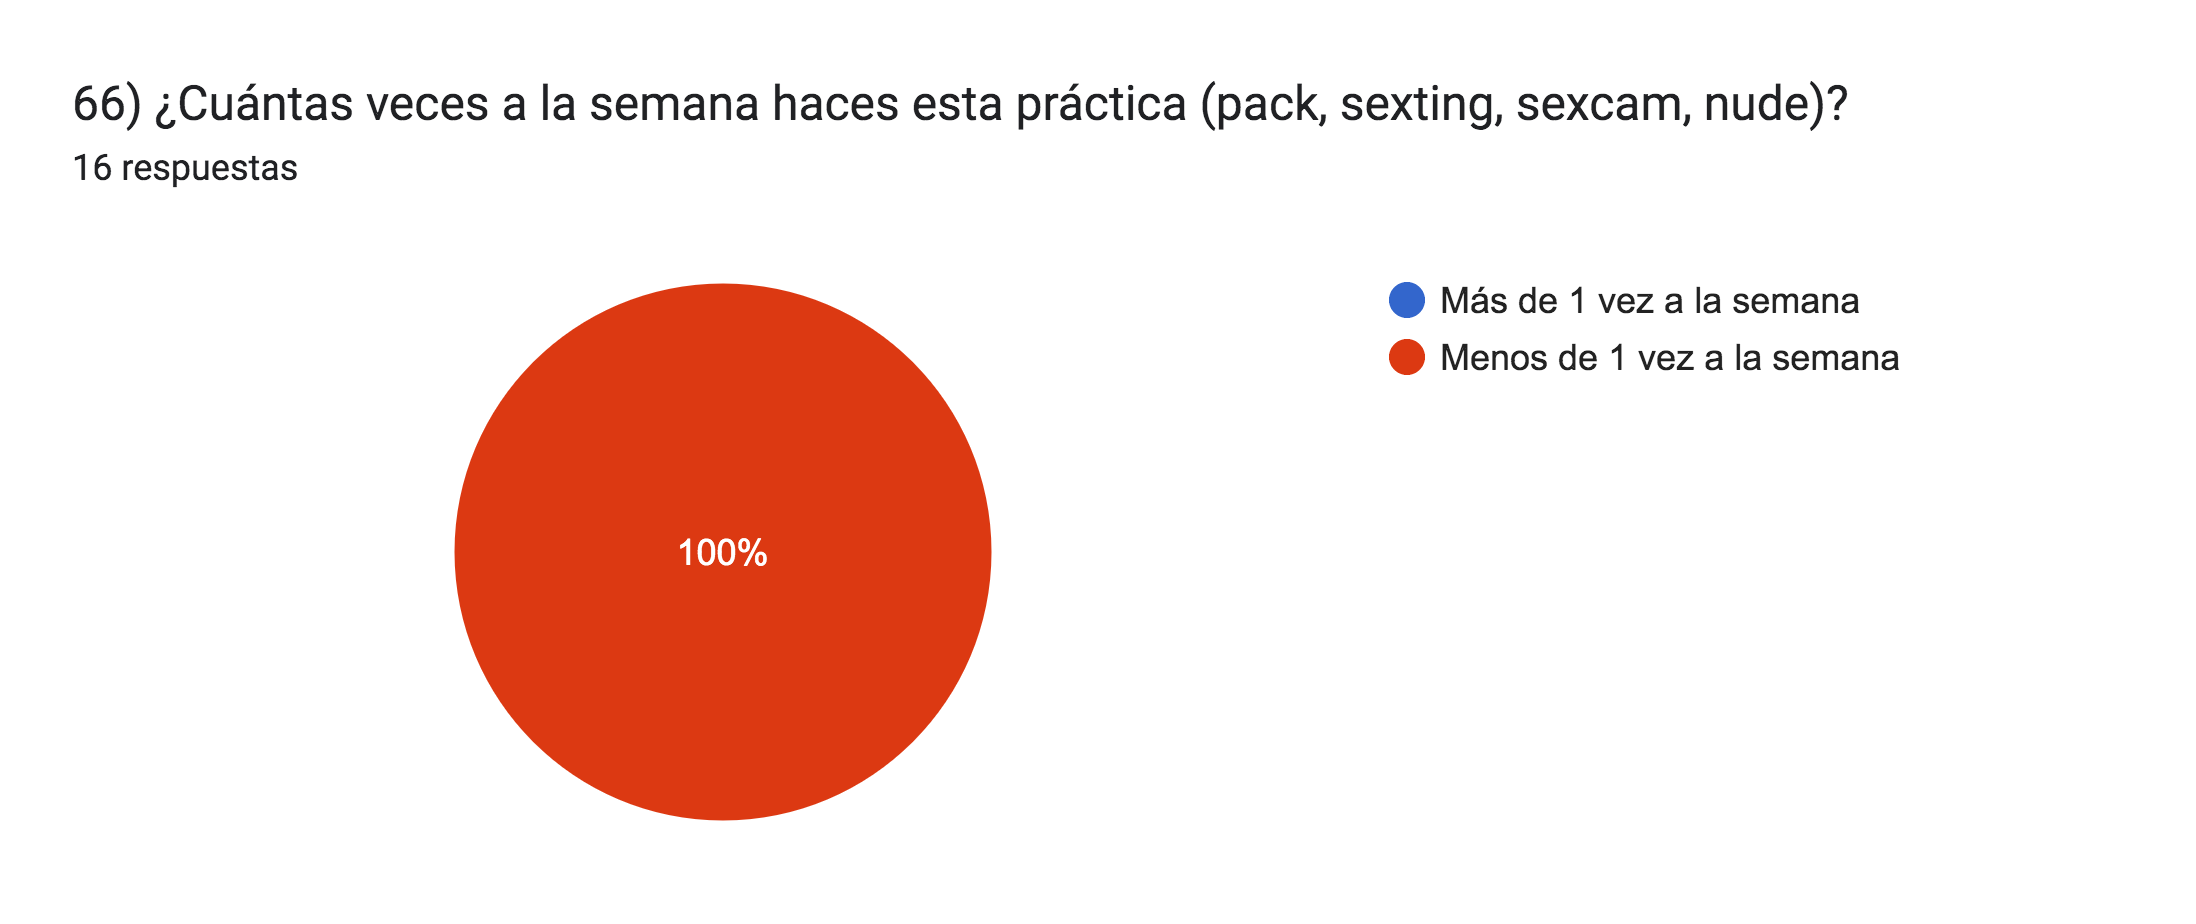 66) ¿Cuántas veces a la semana haces esta práctica (pack, sexting, sexcam, nude)?
16 respuestas
Más de 1 vez a la semana
Menos de 1 vez a la semana
100%